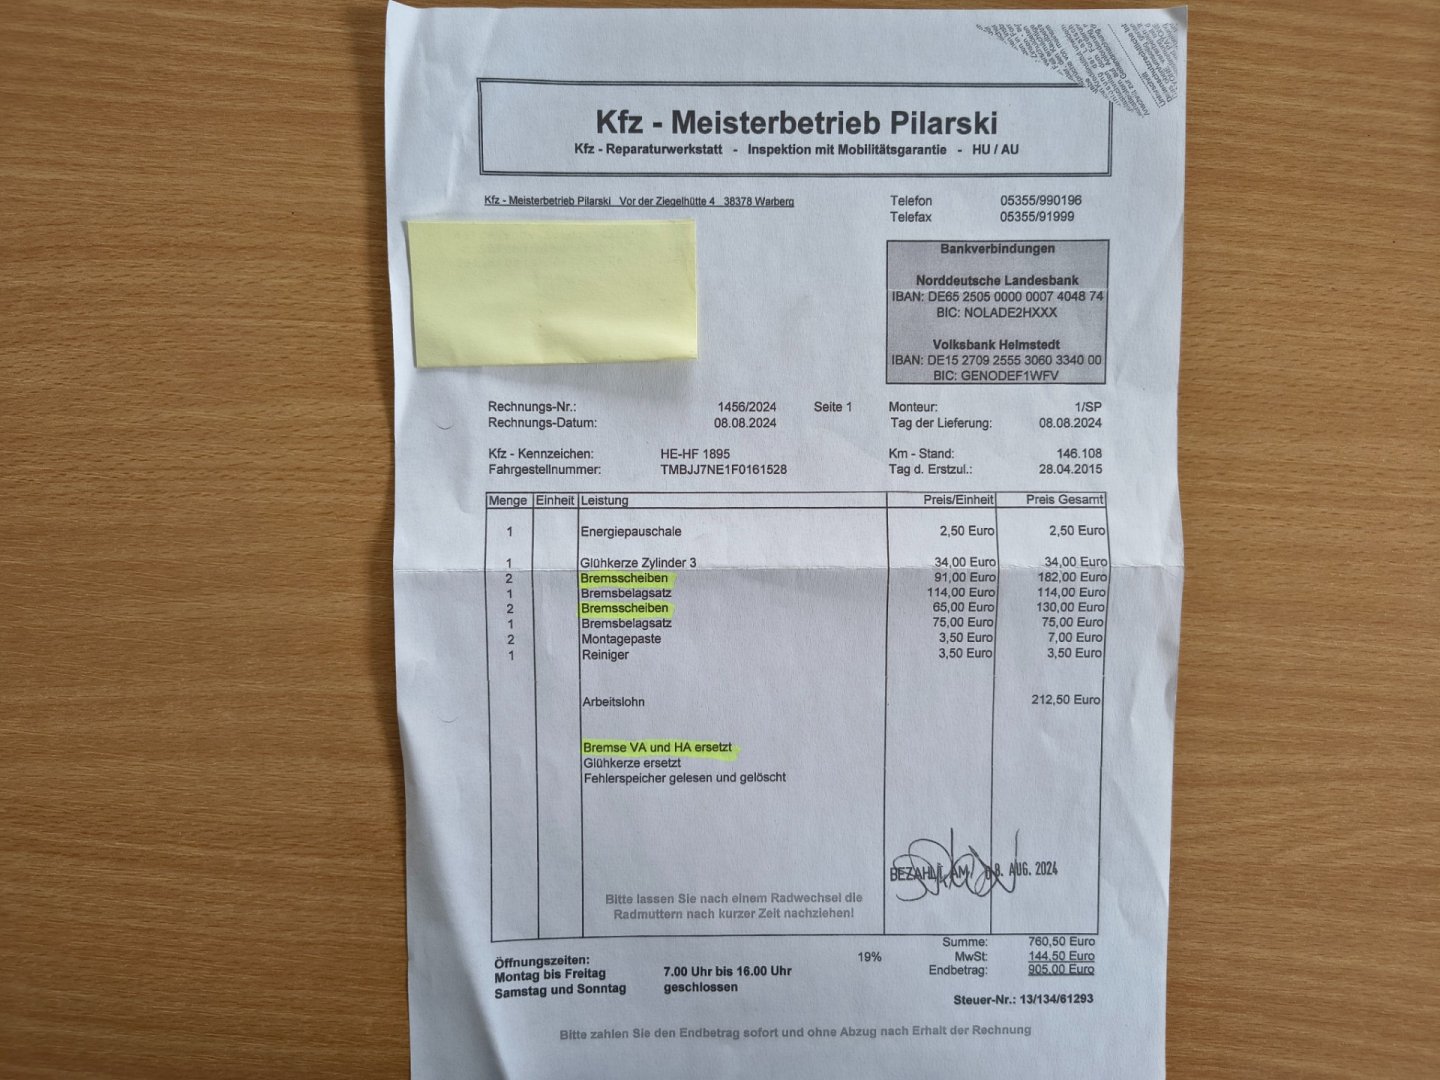 Kfz - Meisterbetrieb Pilarski
Kfz - Reparaturwerkstatt - Inspektion mit Mobilitätsgarantie - HU / AU
Kfz - Meisterbetrieb Pilarski Vor der Ziegelhütte 4 38378 Warberg
Telefon 05355/990196
Telefax 05355/91999
Bankverbindungen
Norddeutsche Landesbank
IBAN: DE65 2505 0000 0007 4048 74
BIC: NOLADE2HXXX
Volksbank Helmstedt
IBAN: DE15 2709 2555 3060 3340 00
BIC: GENODEF1WFV
Rechnungs-Nr.: 1456/2024 Seite 1 Monteur: 1/SP
Rechnungs-Datum: 08.08.2024 Tag der Lieferung: 08.08.2024
Kfz - Kennzeichen: HE-HF 1895 Km - Stand: 146.108
Fahrgestellnummer: TMBJJ7NE1F0161528 Tag d. Erstzul.: 28.04.2015
Menge Einheit Leistung Preis/Einheit Preis Gesamt
1 Energiepauschale 2,50 Euro 2,50 Euro
1 Glühkerze Zylinder 3 34,00 Euro 34,00 Euro
2 Bremsscheiben 91,00 Euro 182,00 Euro
1 Bremsbelagsatz 114,00 Euro 114,00 Euro
2 Bremsscheiben 65,00 Euro 130,00 Euro
1 Bremsbelagsatz 75,00 Euro 75,00 Euro
2 Montagepaste 3,50 Euro 7,00 Euro
1 Reiniger 3,50 Euro 3,50 Euro
Arbeitslohn 212,50 Euro
Bremse VA und HA ersetzt
Glühkerze ersetzt
Fehlerspeicher gelesen und gelöscht
BEZAHLT AM 08. AUG. 2024
Bitte lassen Sie nach einem Radwechsel die
Radmuttern nach kurzer Zeit nachziehen!
Summe: 760,50 Euro
19% MwSt: 144,50 Euro
Endbetrag: 905,00 Euro
Öffnungszeiten:
Montag bis Freitag 7.00 Uhr bis 16.00 Uhr
Samstag und Sonntag geschlossen
Steuer-Nr.: 13/134/61293
Bitte zahlen Sie den Endbetrag sofort und ohne Abzug nach Erhalt der Rechnung